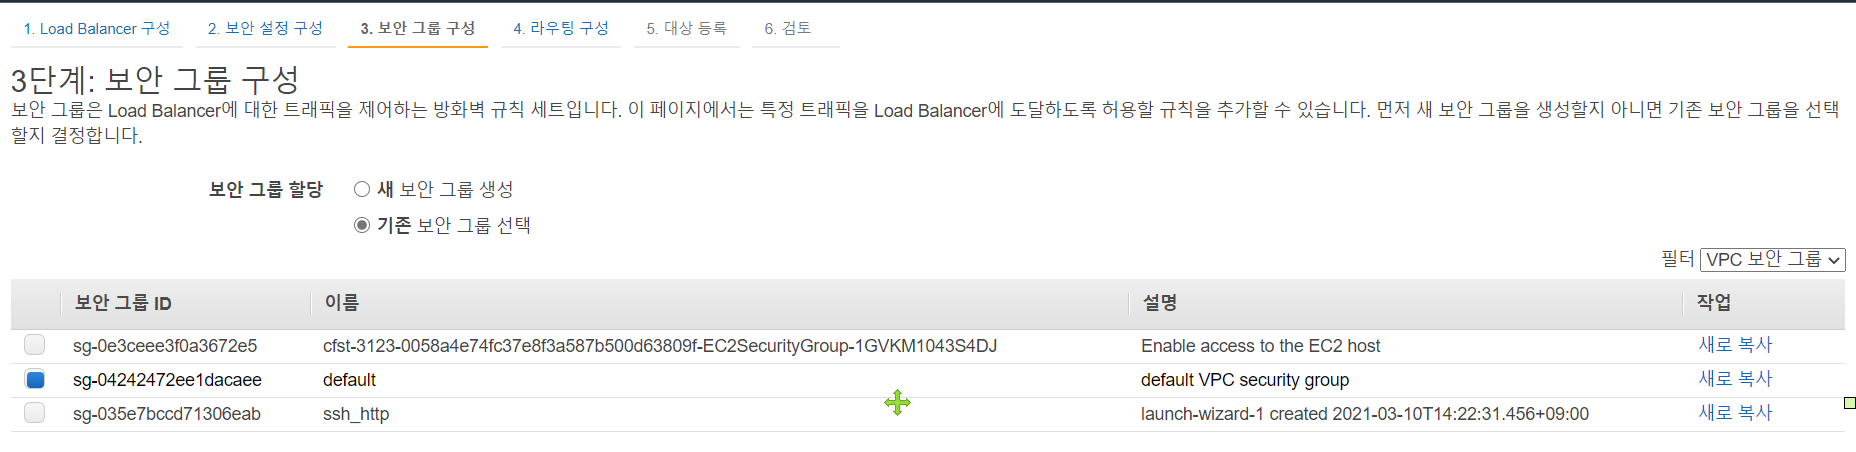 1. Load Balancer 구성 2. 보안 설정 구성 3. 보안 그룹 구성 4. 라우팅 구성 5. 대상 등록 6. 검토
3단계: 보안 그룹 구성
보안 그룹은 Load Balancer에 대한 트래픽을 제어하는 방화벽 규칙 세트입니다. 이 페이지에서는 특정 트래픽을 Load Balancer에 도달하도록 허용할 규칙을 추가할 수 있습니다. 먼저 새 보안 그룹을 생성할지 아니면 기존 보안 그룹을 선택
할지 결정합니다.
보안 그룹 할당 새 보안 그룹 생성
기존 보안 그룹 선택
필터 VPC 보안 그룹
보안 그룹 ID 이름 설명 작업
sg-0e3ceee3f0a3672e5 cfst-3123-0058a4e74fc37e8f3a587b500d63809f-EC2SecurityGroup-1GVKM1043S4DJ Enable access to the EC2 host 새로 복사
sg-04242472ee1dacaee default default VPC security group 새로 복사
sg-035e7bccd71306eab ssh_http launch-wizard-1 created 2021-03-10T14:22:31.456+09:00 새로 복사